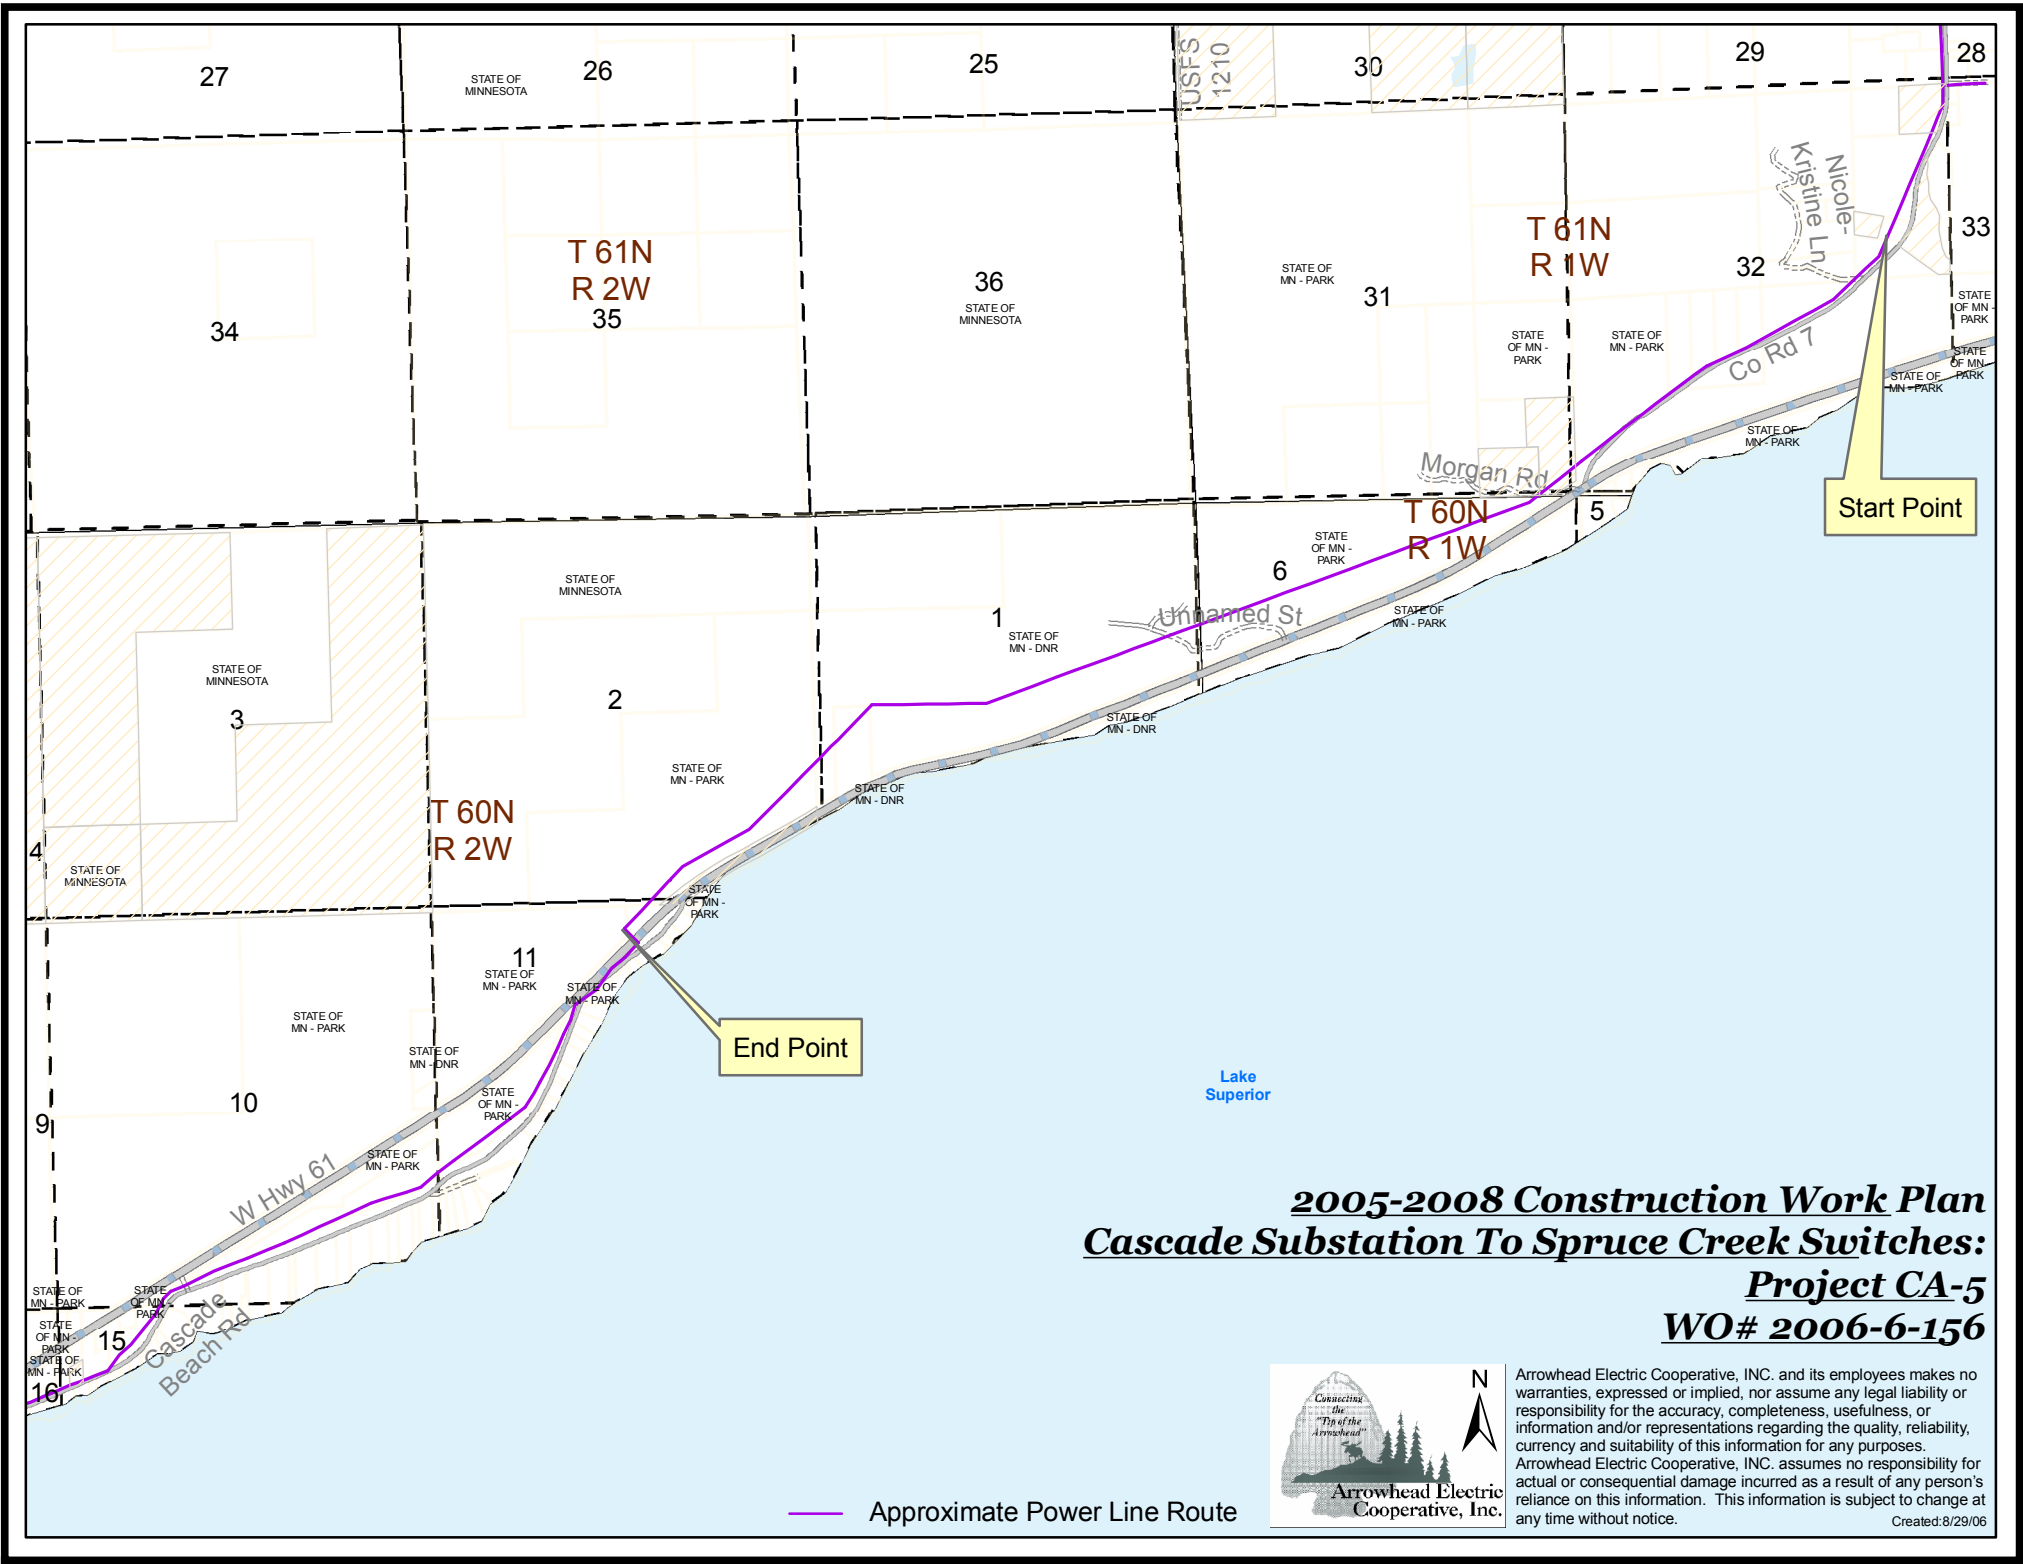 27
STATE OF
MINNESOTA
26
25
USFS
1210
30
29
28
T 61N
R 2W
35
34
36
STATE OF
MINNESOTA
STATE OF
MN - PARK
31
T 61N
R 1W
Nicole-
Kristine Ln
32
33
STATE
OF MN -
PARK
STATE
OF MN -
PARK
STATE OF
MN - PARK
Co Rd 7
STATE
OF MN-
PARK
STATE OF
MN - PARK
STATE OF
MN - PARK
Morgan Rd
Start Point
T 60N
R 1W
5
STATE
OF MN -
PARK
6
STATE OF
MINNESOTA
1
Unnamed St
STATE OF
MN - PARK
STATE OF
MN - DNR
STATE OF
MINNESOTA
3
2
STATE OF
MN - DNR
STATE OF
MN - PARK
STATE OF
MN - DNR
T 60N
R 2W
4
STATE OF
MINNESOTA
STATE
OF MN -
PARK
11
STATE OF
MN - PARK
STATE OF
MN - PARK
STATE OF
MN - PARK
End Point
STATE OF
MN - DNR
STATE
OF MN -
PARK
Lake
Superior
10
9
STATE OF
MN - PARK
W Hwy 61
STATE OF
MN - PARK
STATE
OF MN -
PARK
STATE
OF MN -
PARK
15
STATE OF
MN - PARK
16
Cascade
Beach Rd
2005-2008 Construction Work Plan
Cascade Substation To Spruce Creek Switches:
Project CA-5
WO# 2006-6-156
Connecting
the
"Tip of the
Arrowhead"
N
Arrowhead Electric
Cooperative, Inc.
Arrowhead Electric Cooperative, INC. and its employees makes no
warranties, expressed or implied, nor assume any legal liability or
responsibility for the accuracy, completeness, usefulness, or
information and/or representations regarding the quality, reliability,
currency and suitability of this information for any purposes.
Arrowhead Electric Cooperative, INC. assumes no responsibility for
actual or consequential damage incurred as a result of any person's
reliance on this information.  This information is subject to change at
any time without notice.
Created:8/29/06
Approximate Power Line Route